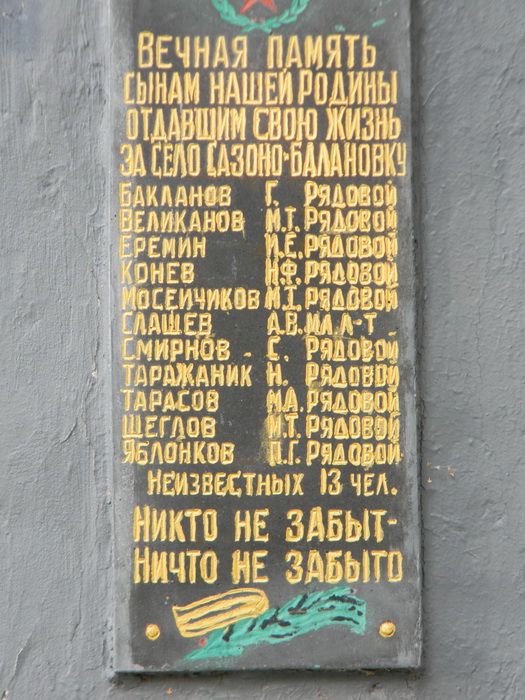 Вечная память
сынам нашей Родины
отдавшим свою жизнь
за село Сазоно-Балановку
Бакланов Г. Рядовой
Великанов М.Т. Рядовой
Еремин И.Е. Рядовой
Конев Н.Ф. Рядовой
Мосейчиков М.І. Рядовой
Слащев А.В. мл. л-т
Смирнов С. Рядовой
Таражаник Н. Рядовой
Тарасов М.А. Рядовой
Щеглов И.Т. Рядовой
Яблонков П.Г. Рядовой
Неизвестных 13 чел.
Никто не забыт-
ничто не забыто